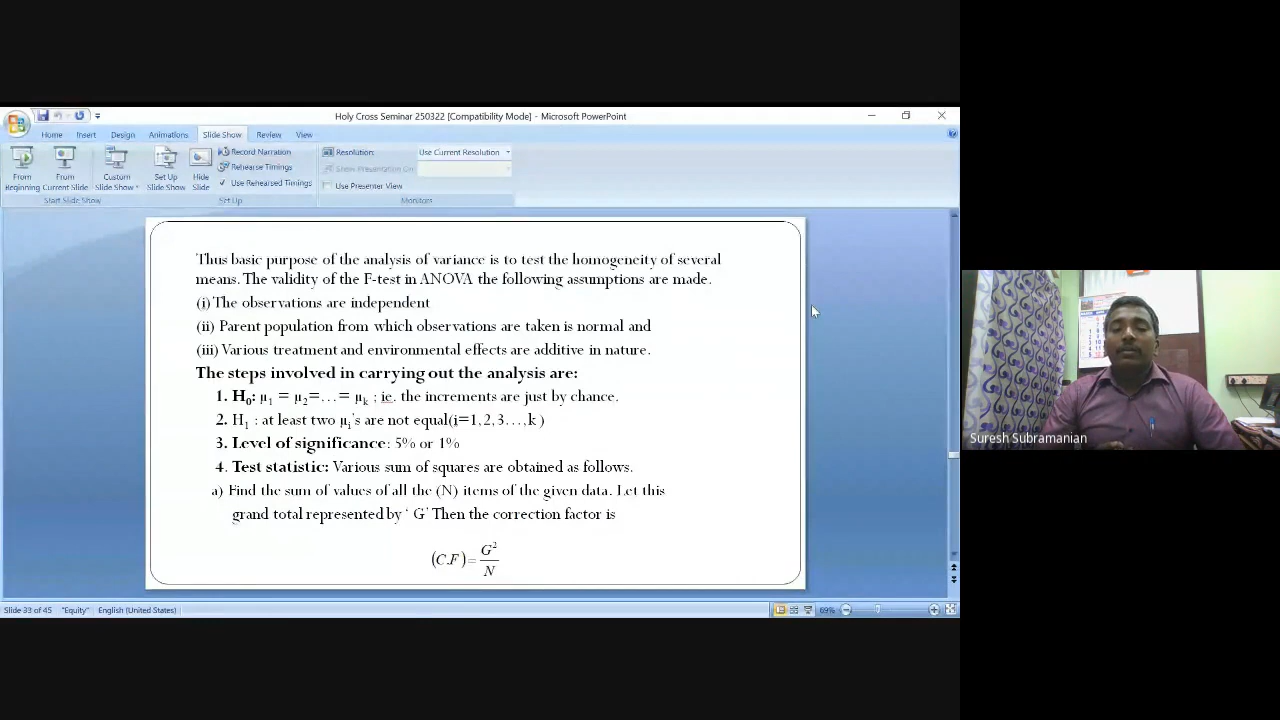 Holy Cross Seminar 250322 [Compatibility Mode] - Microsoft PowerPoint
Home Insert Design Animations Slide Show Review View
From Beginning
From Current Slide
Custom Slide Show
Set Up Slide Show
Hide Slide
Record Narration
Rehearse Timings
Use Rehearsed Timings
Resolution: Use Current Resolution
Show Presentation On:
Use Presenter View
Start Slide Show Set Up Monitors
Thus basic purpose of the analysis of variance is to test the homogeneity of several
means. The validity of the F-test in ANOVA the following assumptions are made.
(i) The observations are independent
(ii) Parent population from which observations are taken is normal and
(iii) Various treatment and environmental effects are additive in nature.
The steps involved in carrying out the analysis are:
1. H₀: μ₁ = μ₂=…= μₖ ; ie. the increments are just by chance.
2. H₁ : at least two μᵢ's are not equal(i=1,2,3…,k )
3. Level of significance: 5% or 1%
4. Test statistic: Various sum of squares are obtained as follows.
a) Find the sum of values of all the (N) items of the given data. Let this
grand total represented by ‘ G’ Then the correction factor is
(C.F)= G²/N
Suresh Subramanian
Slide 33 of 45 "Equity" English (United States) 69%